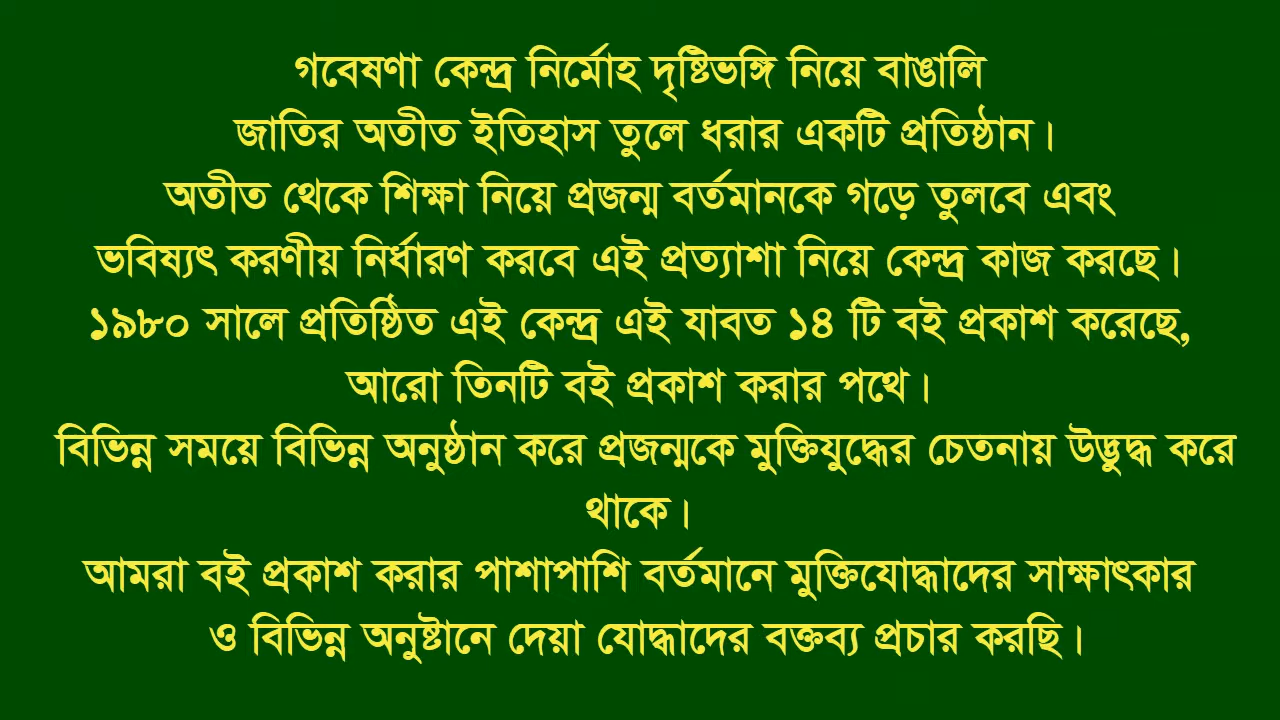 গবেষণা কেন্দ্র নির্মোহ দৃষ্টিভঙ্গি নিয়ে বাঙালি
জাতির অতীত ইতিহাস তুলে ধরার একটি প্রতিষ্ঠান।
অতীত থেকে শিক্ষা নিয়ে প্রজন্ম বর্তমানকে গড়ে তুলবে এবং
ভবিষ্যৎ করণীয় নির্ধারণ করবে এই প্রত্যাশা নিয়ে কেন্দ্র কাজ করছে।
১৯৮০ সালে প্রতিষ্ঠিত এই কেন্দ্র এই যাবত ১৪ টি বই প্রকাশ করেছে,
আরো তিনটি বই প্রকাশ করার পথে।
বিভিন্ন সময়ে বিভিন্ন অনুষ্ঠান করে প্রজন্মকে মুক্তিযুদ্ধের চেতনায় উদ্ভুদ্ধ করে
থাকে।
আমরা বই প্রকাশ করার পাশাপাশি বর্তমানে মুক্তিযোদ্ধাদের সাক্ষাৎকার
ও বিভিন্ন অনুষ্টানে দেয়া যোদ্ধাদের বক্তব্য প্রচার করছি।